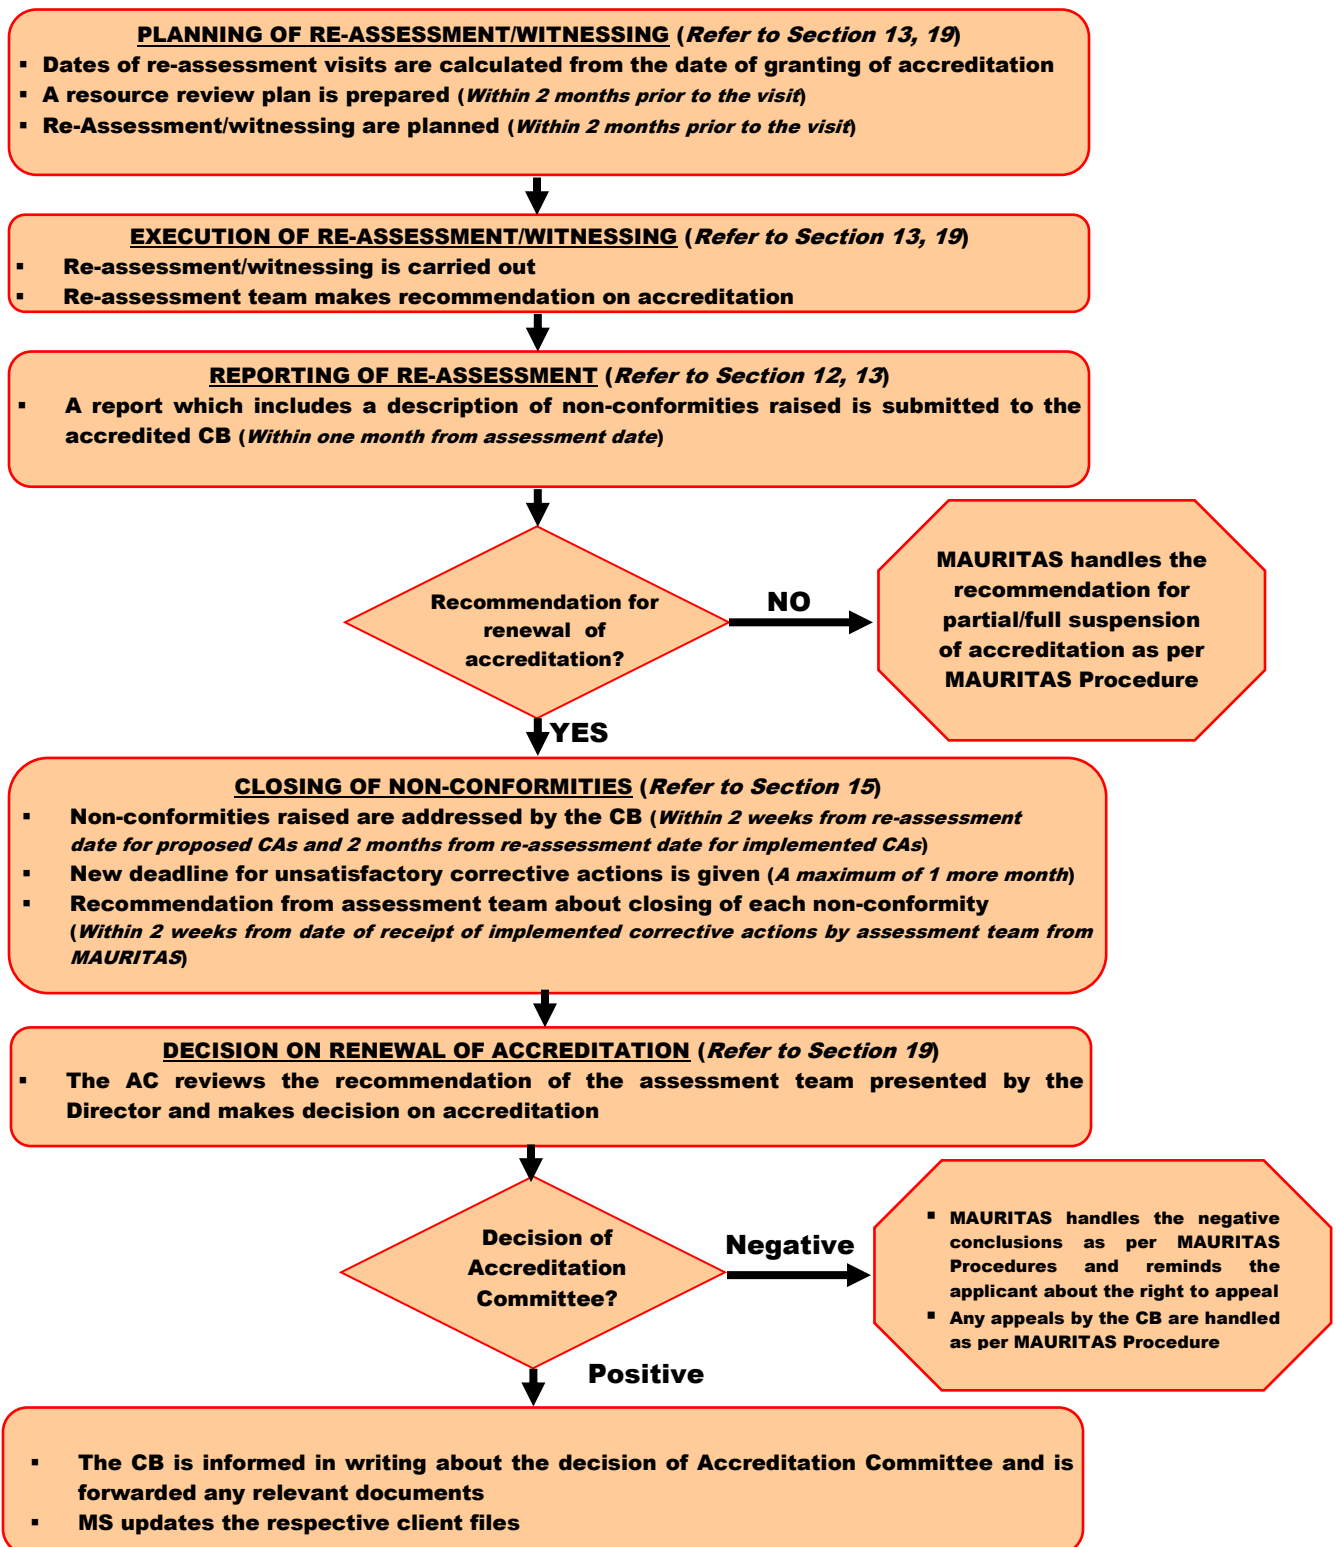 PLANNING OF RE-ASSESSMENT/WITNESSING (Refer to Section 13, 19)
▪ Dates of re-assessment visits are calculated from the date of granting of accreditation
▪ A resource review plan is prepared (Within 2 months prior to the visit)
▪ Re-Assessment/witnessing are planned (Within 2 months prior to the visit)
EXECUTION OF RE-ASSESSMENT/WITNESSING (Refer to Section 13, 19)
▪ Re-assessment/witnessing is carried out
▪ Re-assessment team makes recommendation on accreditation
REPORTING OF RE-ASSESSMENT (Refer to Section 12, 13)
▪ A report which includes a description of non-conformities raised is submitted to the
accredited CB (Within one month from assessment date)
Recommendation for
renewal of
accreditation?
NO
MAURITAS handles the
recommendation for
partial/full suspension
of accreditation as per
MAURITAS Procedure
YES
CLOSING OF NON-CONFORMITIES (Refer to Section 15)
▪ Non-conformities raised are addressed by the CB (Within 2 weeks from re-assessment
date for proposed CAs and 2 months from re-assessment date for implemented CAs)
▪ New deadline for unsatisfactory corrective actions is given (A maximum of 1 more month)
▪ Recommendation from assessment team about closing of each non-conformity
(Within 2 weeks from date of receipt of implemented corrective actions by assessment team from
MAURITAS)
DECISION ON RENEWAL OF ACCREDITATION (Refer to Section 19)
▪ The AC reviews the recommendation of the assessment team presented by the
Director and makes decision on accreditation
Decision of
Accreditation
Committee?
Negative
▪ MAURITAS handles the negative
conclusions as per MAURITAS
Procedures and reminds the
applicant about the right to appeal
▪ Any appeals by the CB are handled
as per MAURITAS Procedure
Positive
▪ The CB is informed in writing about the decision of Accreditation Committee and is
forwarded any relevant documents
▪ MS updates the respective client files